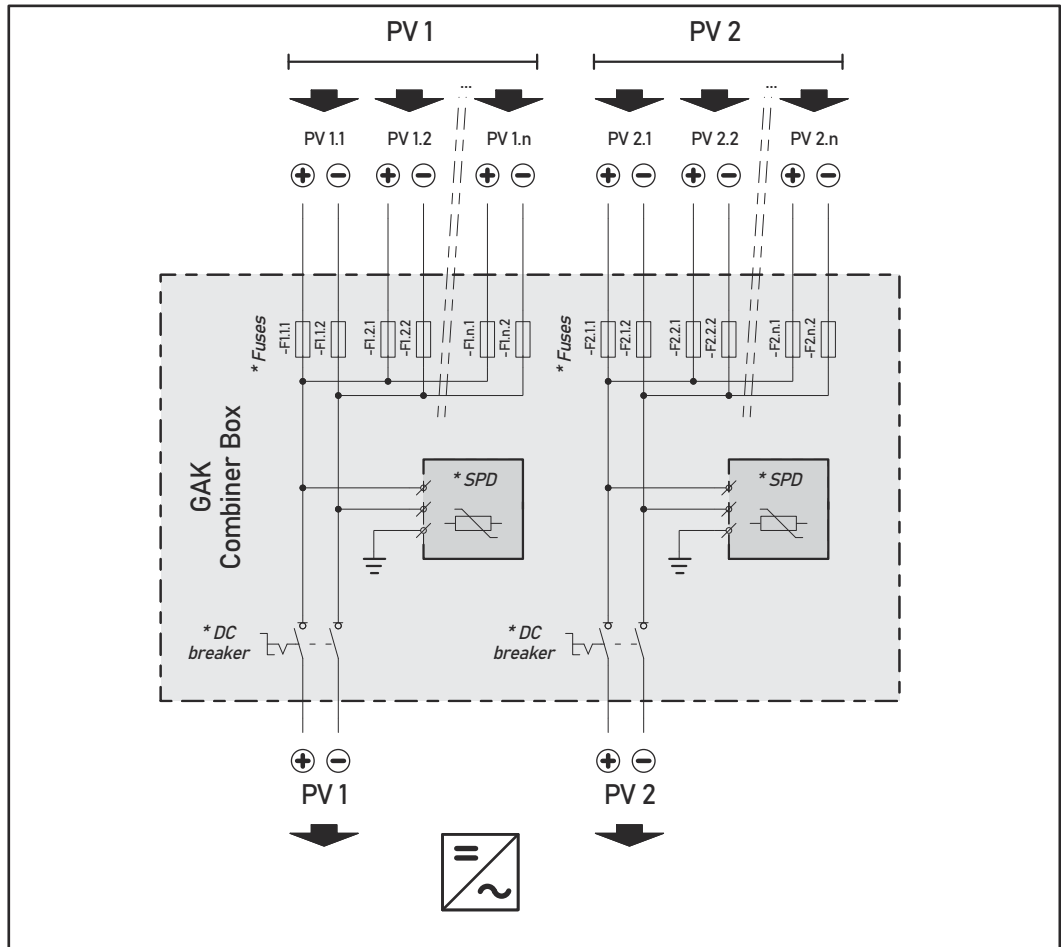 PV 1
PV 2
...
...
PV 1.1
PV 1.2
PV 1.n
PV 2.1
PV 2.2
PV 2.n
+ − + − + − + − + − + −
* Fuses
-F1.1.1
-F1.1.2
-F1.2.1
-F1.2.2
-F1.n.1
-F1.n.2
* Fuses
-F2.1.1
-F2.1.2
-F2.2.1
-F2.2.2
-F2.n.1
-F2.n.2
GAK
Combiner Box
* SPD
* SPD
* DC
breaker
* DC
breaker
+ − + −
PV 1
PV 2